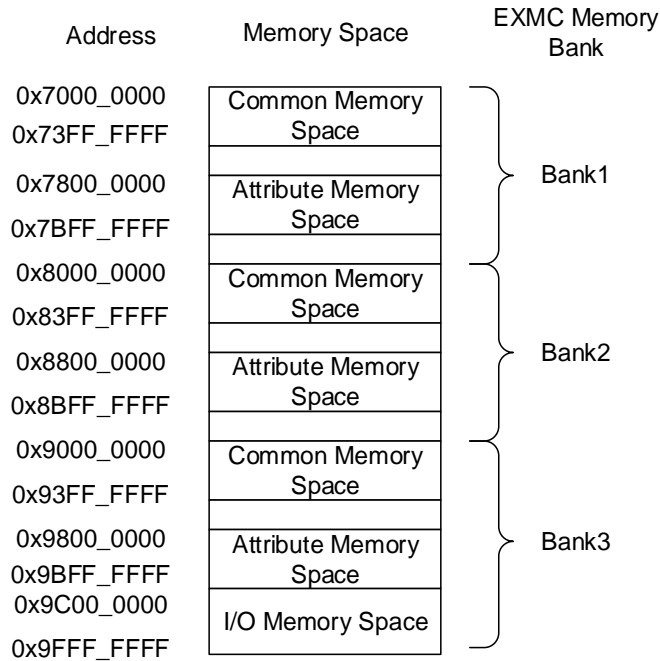 Address
Memory Space
EXMC Memory
Bank
0x7000_0000
Common Memory
Space
0x73FF_FFFF
0x7800_0000
Attribute Memory
Space
0x7BFF_FFFF
Bank1
0x8000_0000
Common Memory
Space
0x83FF_FFFF
0x8800_0000
Attribute Memory
Space
0x8BFF_FFFF
Bank2
0x9000_0000
Common Memory
Space
0x93FF_FFFF
0x9800_0000
Attribute Memory
Space
0x9BFF_FFFF
0x9C00_0000
I/O Memory Space
0x9FFF_FFFF
Bank3